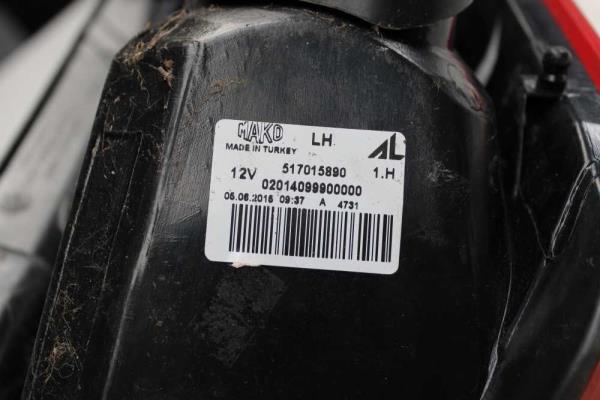 MAKO LH AL
MADE IN TURKEY
12V 517015890 1.H
02014099900000
05.06.2015 09:37 A 4731